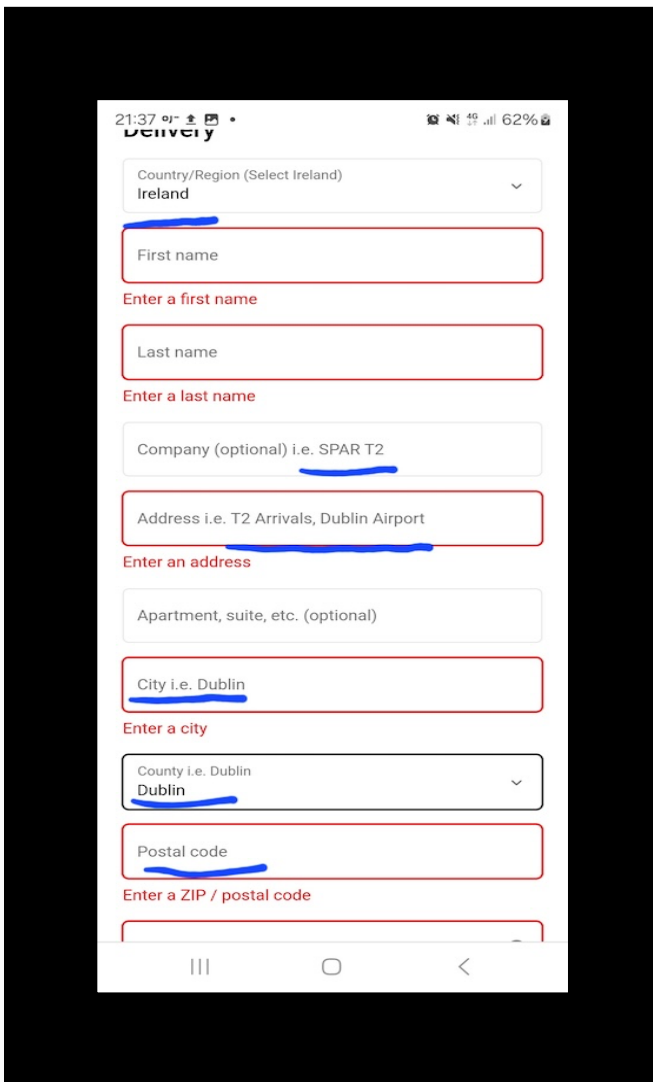 21:37
62%
Delivery
Country/Region (Select Ireland)
Ireland
First name
Enter a first name
Last name
Enter a last name
Company (optional) i.e. SPAR T2
Address i.e. T2 Arrivals, Dublin Airport
Enter an address
Apartment, suite, etc. (optional)
City i.e. Dublin
Enter a city
County i.e. Dublin
Dublin
Postal code
Enter a ZIP / postal code